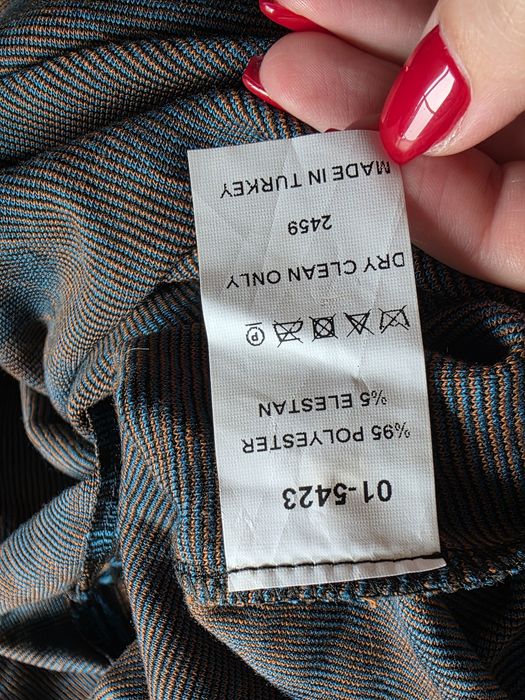 01-5423
%95 POLYESTER
%5 ELESTAN
P
DRY CLEAN ONLY
2459
MADE IN TURKEY